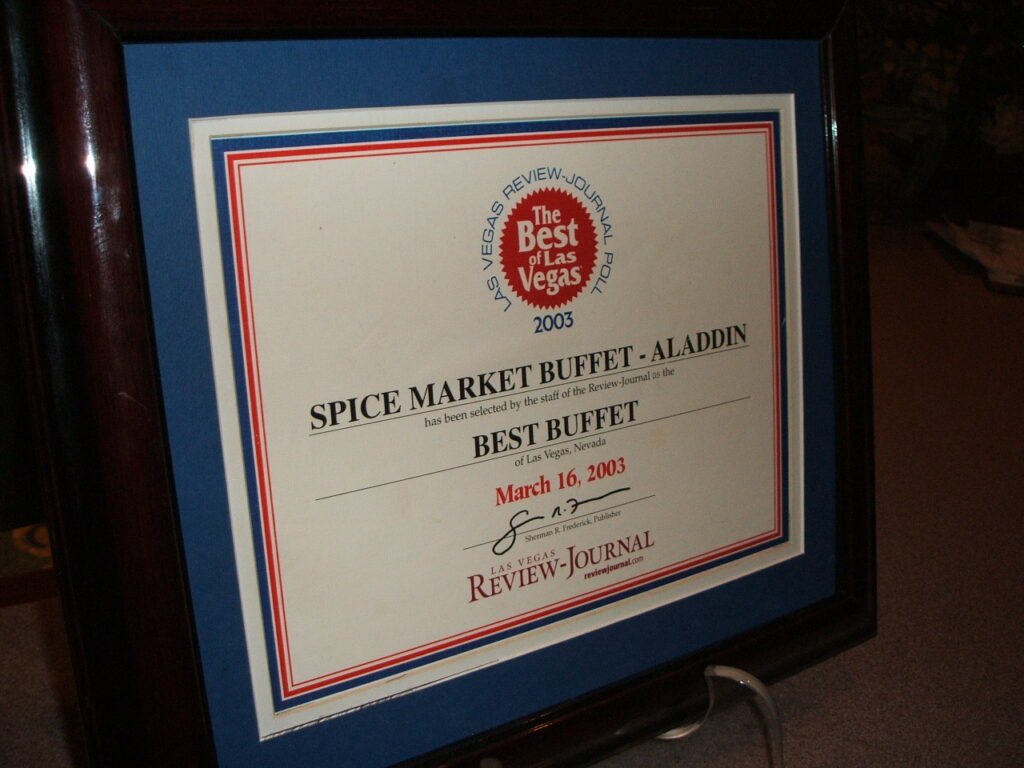 LAS VEGAS REVIEW-JOURNAL POLL
The
Best
of Las
Vegas
2003
SPICE MARKET BUFFET - ALADDIN
has been selected by the staff of the Review-Journal as the
BEST BUFFET
of Las Vegas, Nevada
March 16, 2003
Sherman R. Frederick, Publisher
LAS VEGAS
REVIEW-JOURNAL
reviewjournal.com